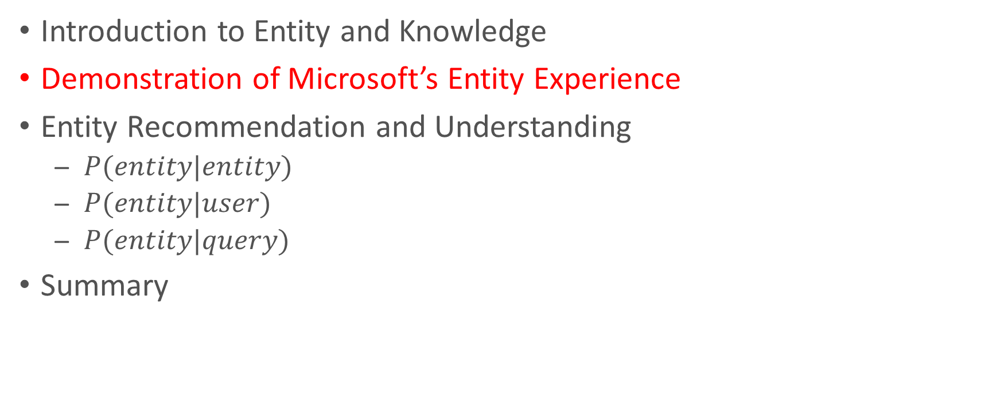 • Introduction to Entity and Knowledge
• Demonstration of Microsoft’s Entity Experience
• Entity Recommendation and Understanding
– P(entity|entity)
– P(entity|user)
– P(entity|query)
• Summary